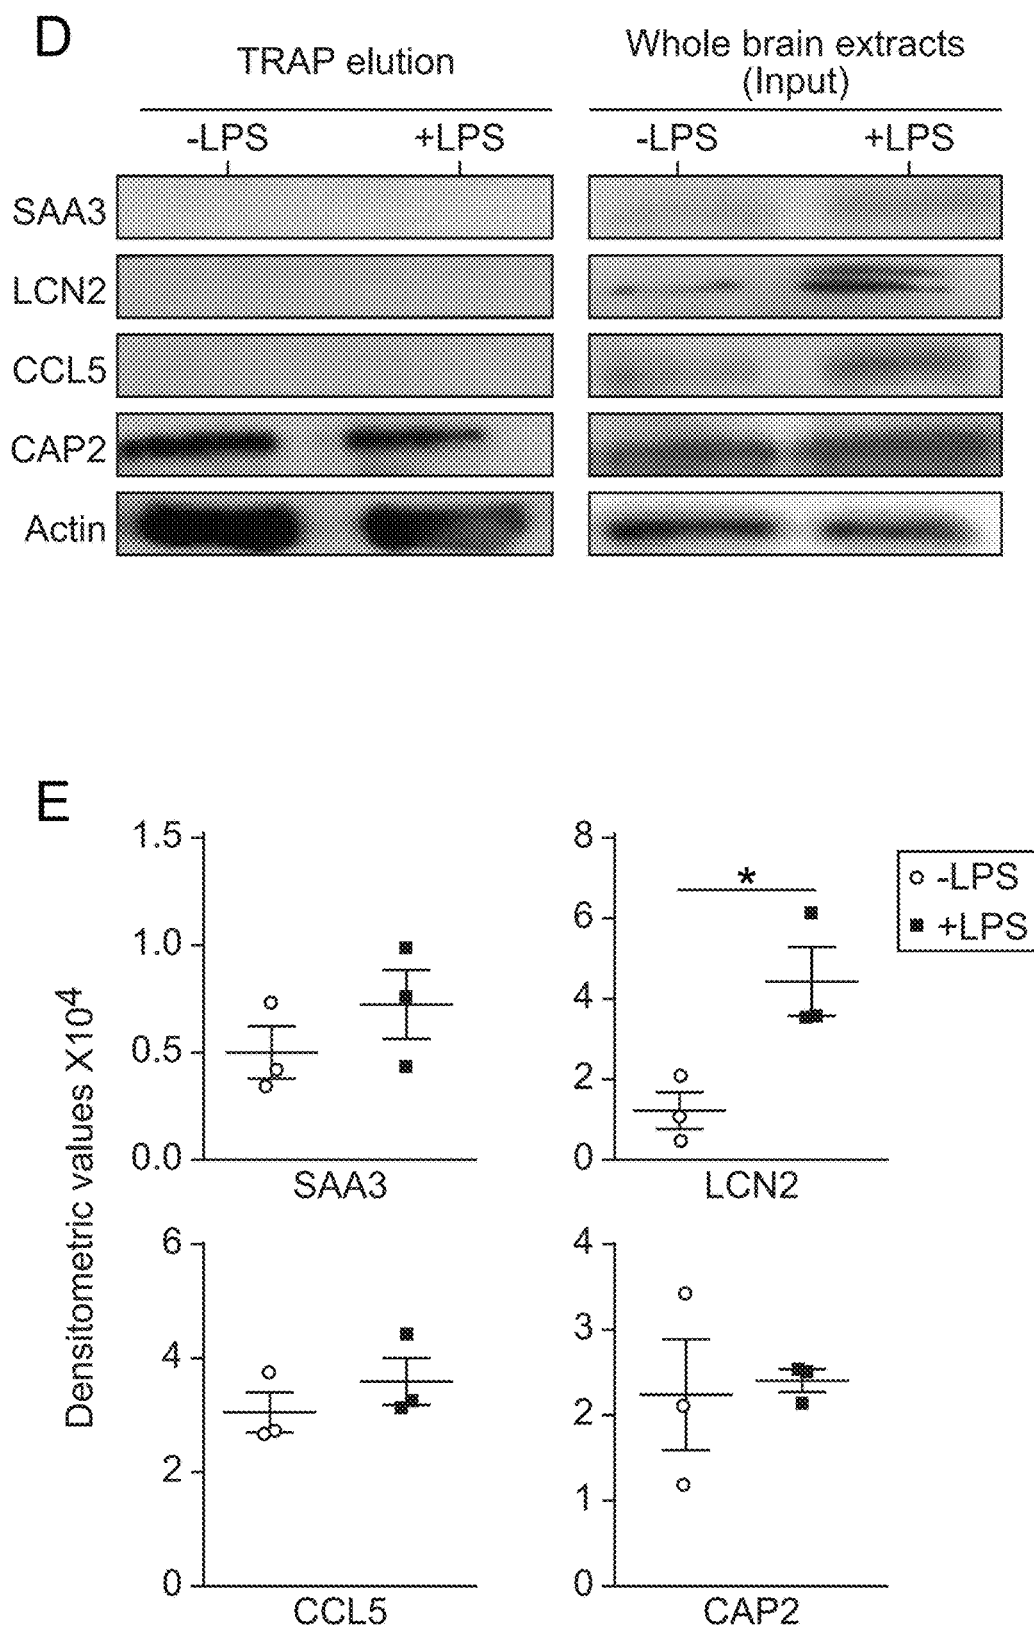 D
TRAP elution
Whole brain extracts
(Input)
-LPS +LPS -LPS +LPS
SAA3
LCN2
CCL5
CAP2
Actin
E
Densitometric values X10⁴
1.5
1.0
0.5
0.0
SAA3
8
6
4
2
0
*
LCN2
-LPS
+LPS
6
4
2
0
CCL5
4
3
2
1
0
CAP2